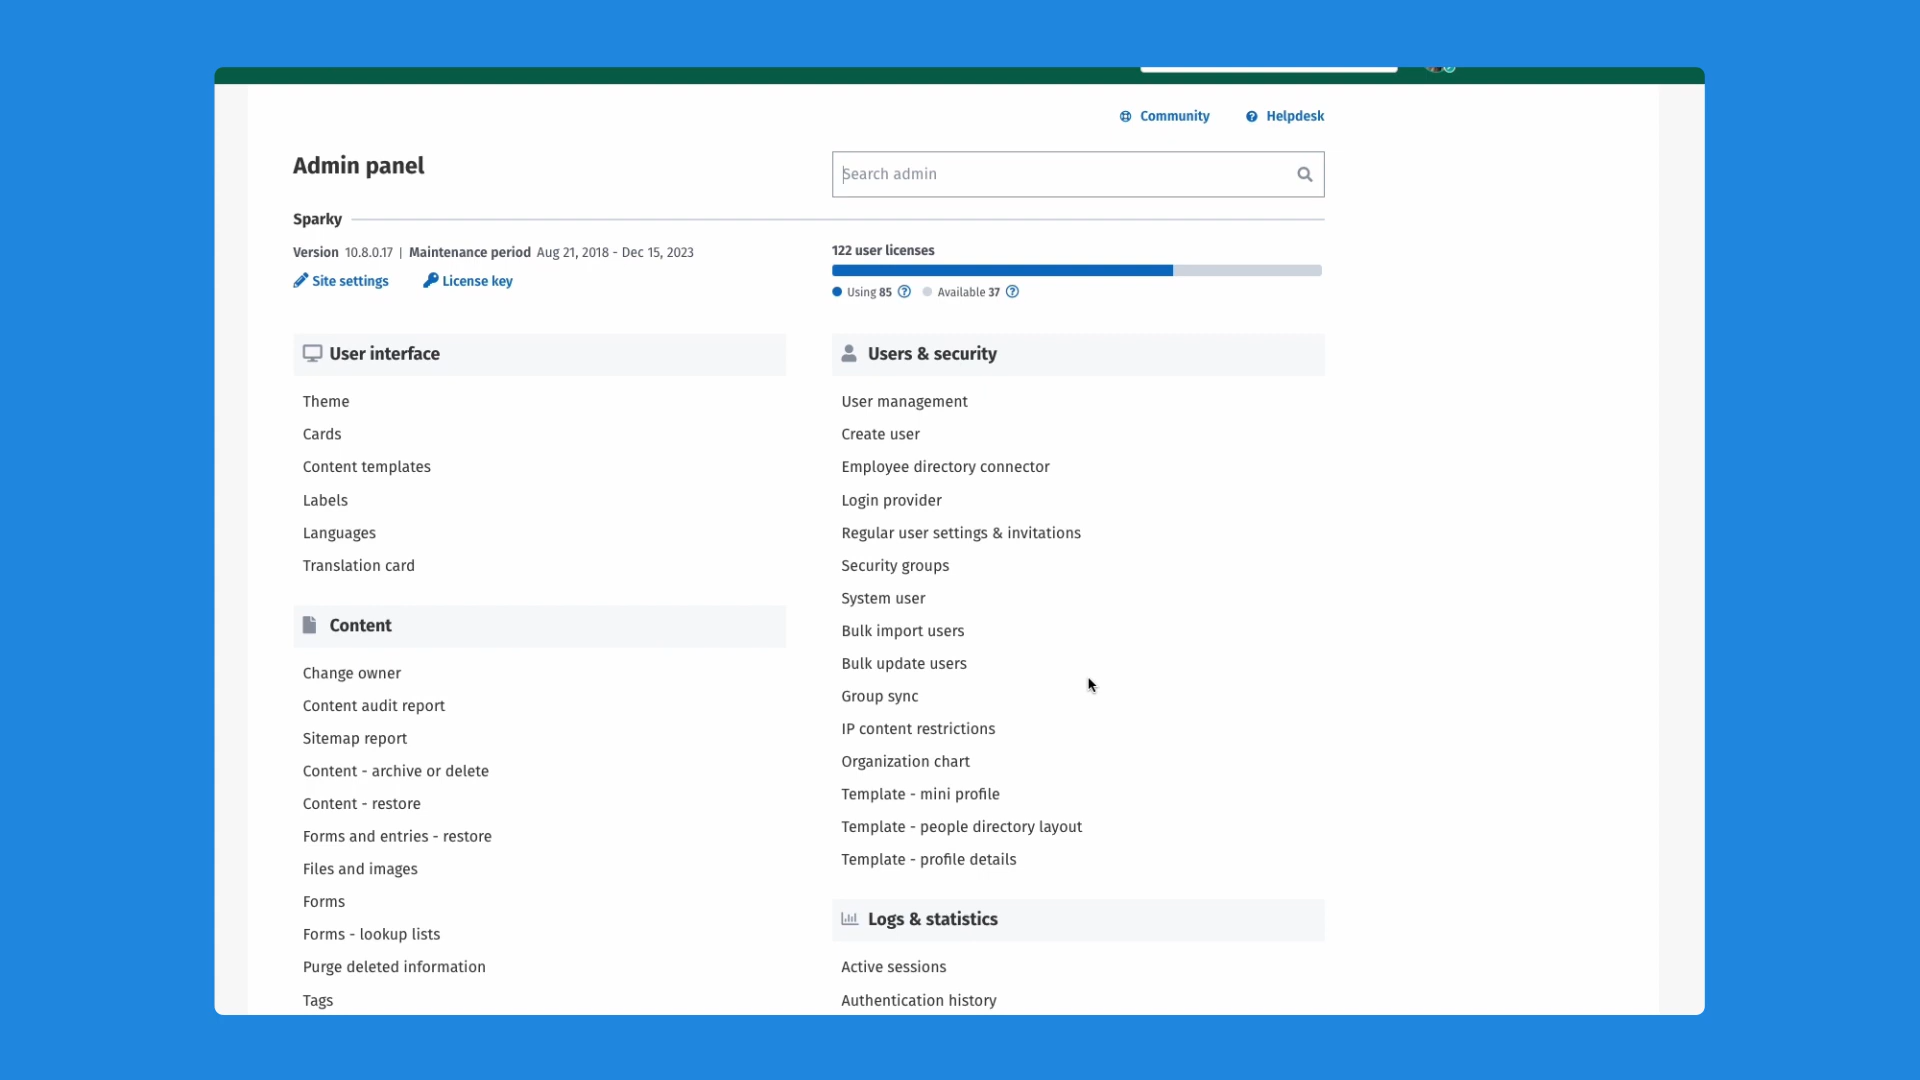 Community Helpdesk
Admin panel
Search admin
Sparky
Version 10.8.0.17 | Maintenance period Aug 21, 2018 - Dec 15, 2023
Site settings License key
122 user licenses
Using 85 Available 37
User interface
Theme
Cards
Content templates
Labels
Languages
Translation card
Content
Change owner
Content audit report
Sitemap report
Content - archive or delete
Content - restore
Forms and entries - restore
Files and images
Forms
Forms - lookup lists
Purge deleted information
Tags
Users & security
User management
Create user
Employee directory connector
Login provider
Regular user settings & invitations
Security groups
System user
Bulk import users
Bulk update users
Group sync
IP content restrictions
Organization chart
Template - mini profile
Template - people directory layout
Template - profile details
Logs & statistics
Active sessions
Authentication history